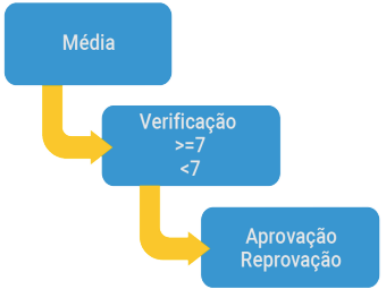 Média
Verificação
>=7
<7
Aprovação
Reprovação